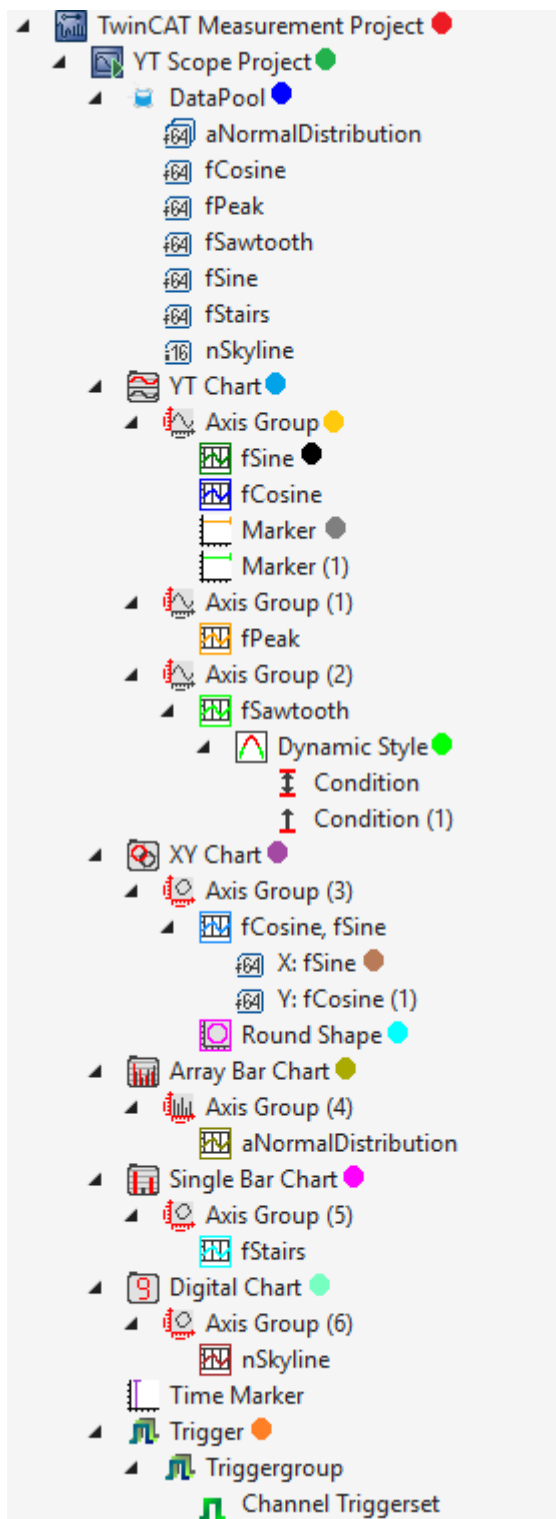 TwinCAT Measurement Project
YT Scope Project
DataPool
aNormalDistribution
fCosine
fPeak
fSawtooth
fSine
fStairs
nSkyline
YT Chart
Axis Group
fSine
fCosine
Marker
Marker (1)
Axis Group (1)
fPeak
Axis Group (2)
fSawtooth
Dynamic Style
Condition
Condition (1)
XY Chart
Axis Group (3)
fCosine, fSine
X: fSine
Y: fCosine (1)
Round Shape
Array Bar Chart
Axis Group (4)
aNormalDistribution
Single Bar Chart
Axis Group (5)
fStairs
Digital Chart
Axis Group (6)
nSkyline
Time Marker
Trigger
Triggergroup
Channel Triggerset